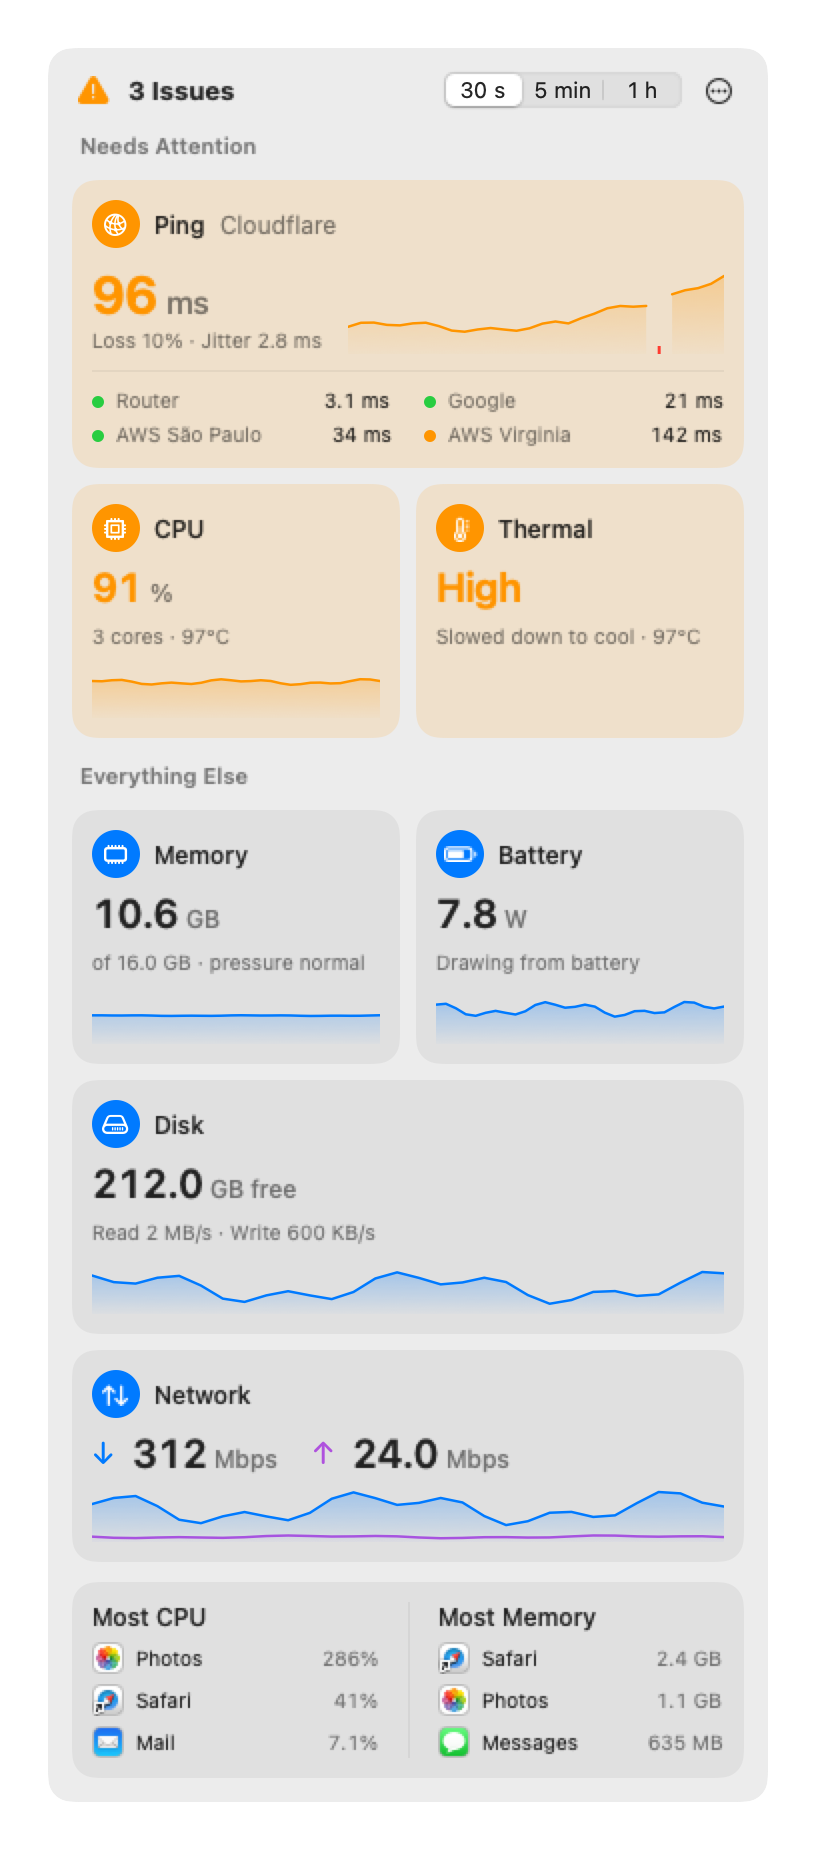 3 Issues
30 s 5 min 1 h
Needs Attention
Ping Cloudflare
96 ms
Loss 10% · Jitter 2.8 ms
Router 3.1 ms
Google 21 ms
AWS São Paulo 34 ms
AWS Virginia 142 ms
CPU
91 %
3 cores · 97°C
Thermal
High
Slowed down to cool · 97°C
Everything Else
Memory
10.6 GB
of 16.0 GB · pressure normal
Battery
7.8 W
Drawing from battery
Disk
212.0 GB free
Read 2 MB/s · Write 600 KB/s
Network
↓ 312 Mbps ↑ 24.0 Mbps
Most CPU
Photos 286%
Safari 41%
Mail 7.1%
Most Memory
Safari 2.4 GB
Photos 1.1 GB
Messages 635 MB